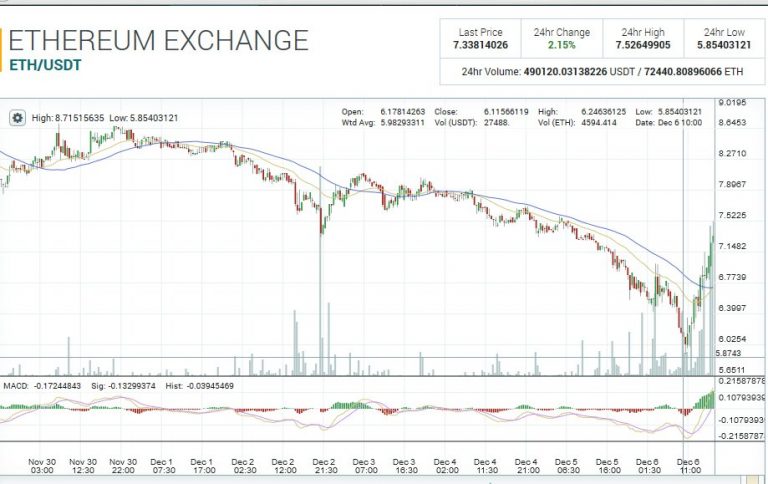 ETHEREUM EXCHANGE
ETH/USDT
Last Price 24hr Change 24hr High 24hr Low
7.33814026 2.15% 7.52649905 5.85403121
24hr Volume: 490120.03138226 USDT / 72440.80896066 ETH
High: 8.71515635 Low: 5.85403121
Open: 6.17814263 Close: 6.11566119 High: 6.24636125 Low: 5.85403121
Wtd Avg: 5.98293311 Vol (USDT): 27488. Vol (ETH): 4594.414 Date: Dec 6 10:00
9.0195
8.6453
8.2710
7.8967
7.5226
7.1482
6.7739
6.3997
6.0254
5.8743
5.6511
MACD: -0.17244843 Sig: -0.13299374 Hist: -0.03945469
0.21587878
0.10793939
-0.10793939
-0.21587878
Nov 30 Nov 30 Nov 30 Dec 1 Dec 1 Dec 2 Dec 2 Dec 2 Dec 3 Dec 3 Dec 4 Dec 4 Dec 4 Dec 5 Dec 5 Dec 6 Dec 6
03:00 12:30 22:00 07:30 17:00 02:30 12:00 21:30 07:00 16:30 02:00 11:30 21:00 06:30 16:00 01:30 11:00